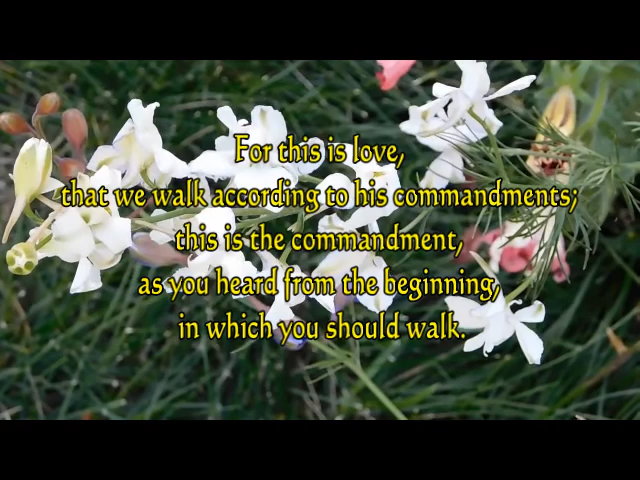 For this is love,
that we walk according to his commandments;
this is the commandment,
as you heard from the beginning,
in which you should walk.